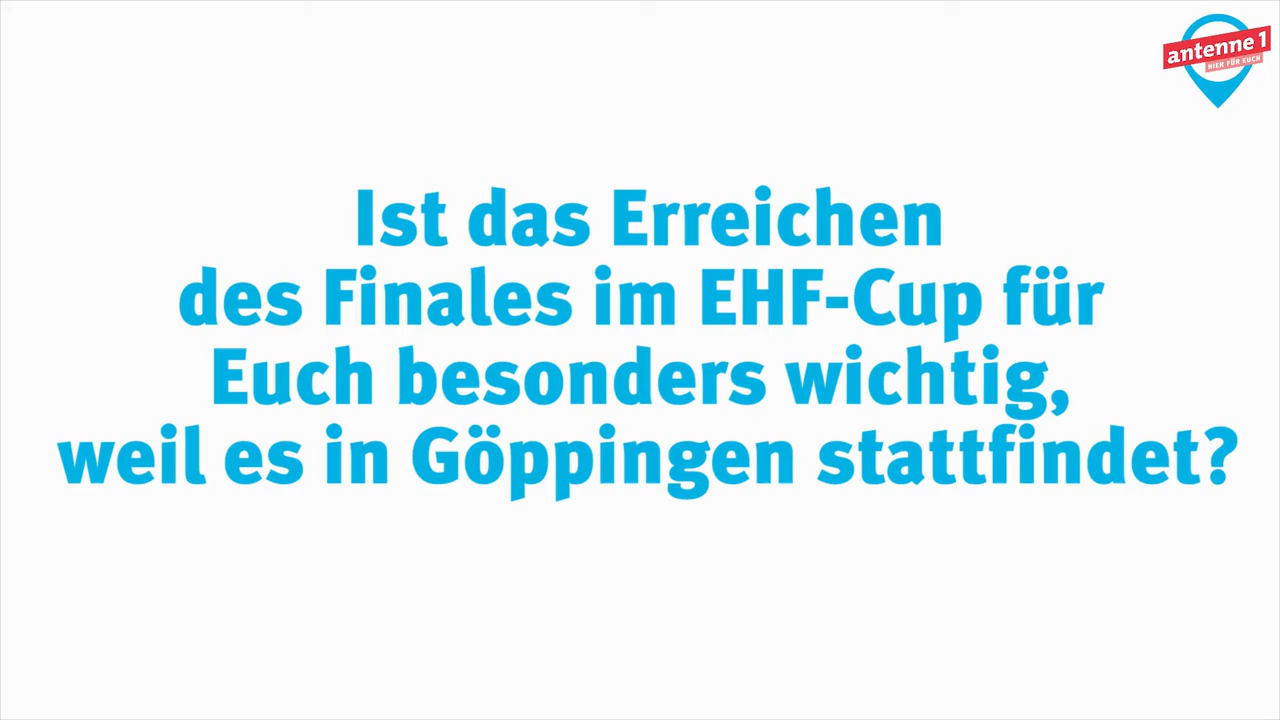 antenne 1
HIER FÜR EUCH
Ist das Erreichen
des Finales im EHF-Cup für
Euch besonders wichtig,
weil es in Göppingen stattfindet?